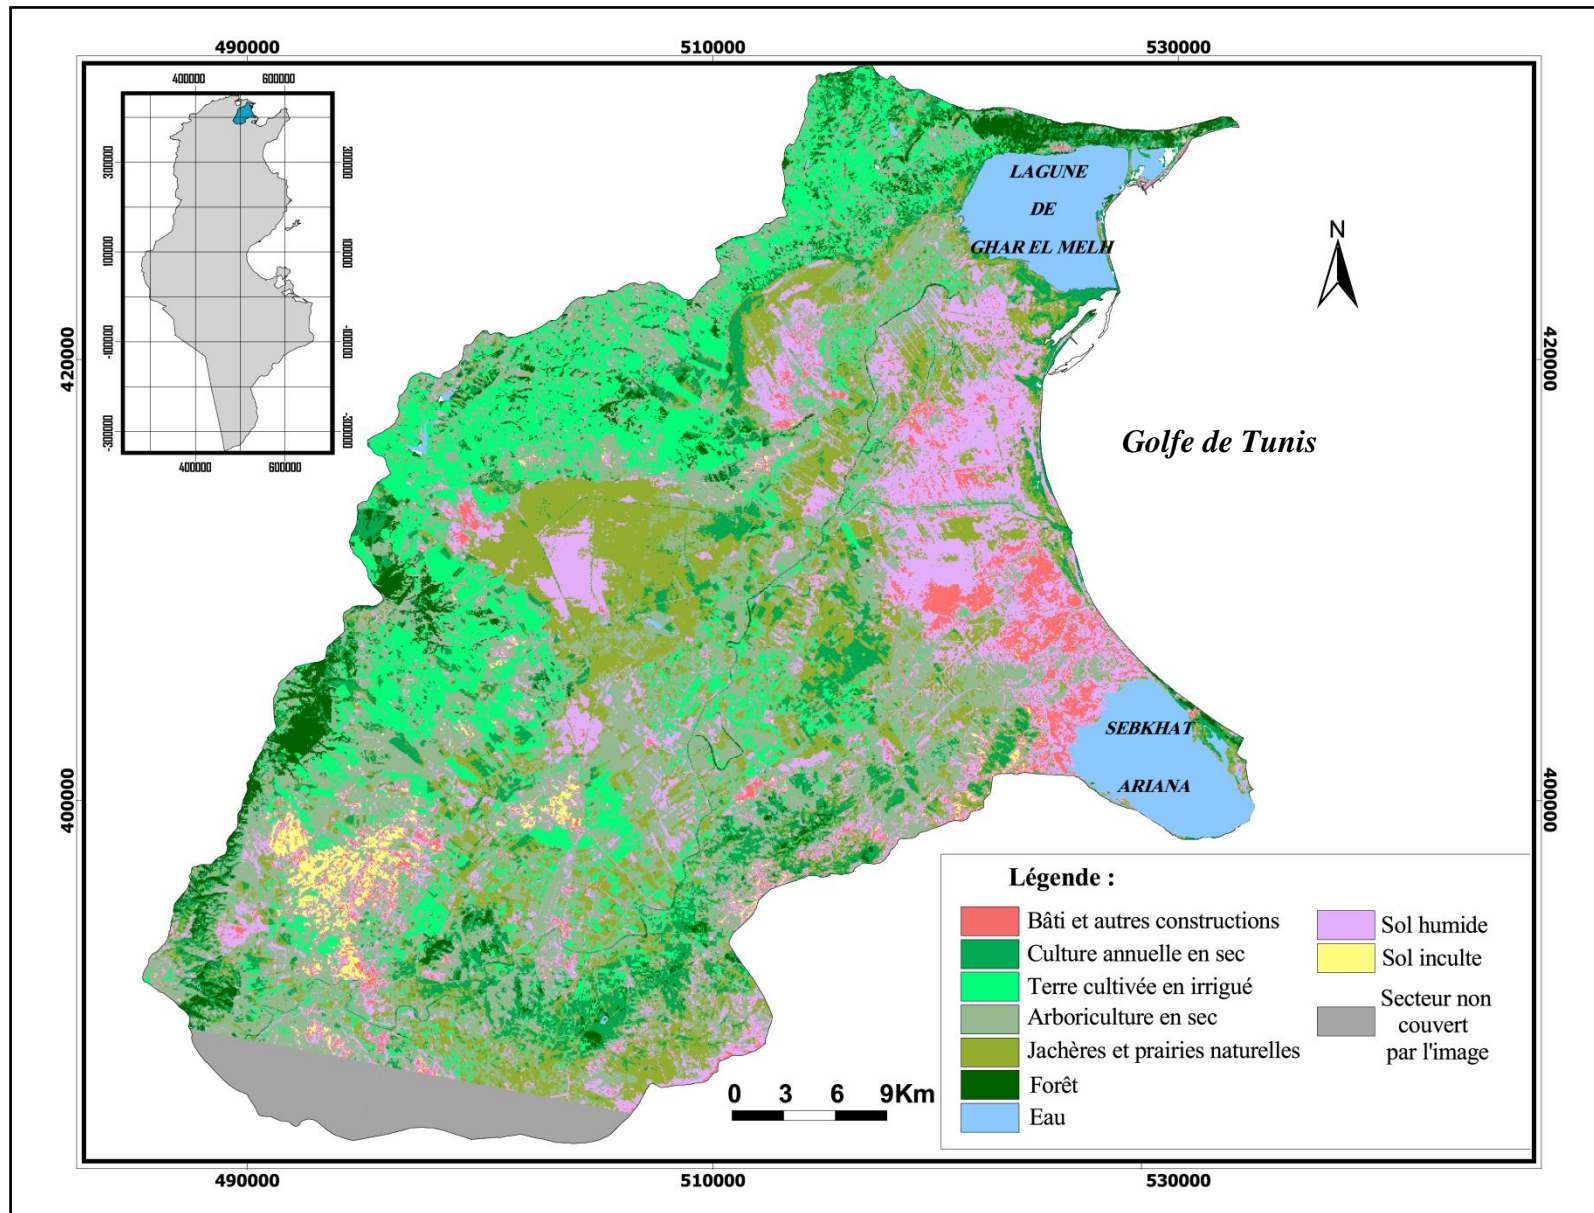 490000
510000
530000
400000
600000
300000
300000
100000
100000
-100000
-100000
-300000
-300000
400000
600000
420000
420000
400000
400000
LAGUNE
DE
GHAR EL MELH
N
Golfe de Tunis
SEBKHAT
ARIANA
Légende :
Bâti et autres constructions
Culture annuelle en sec
Terre cultivée en irrigué
Arboriculture en sec
Jachères et prairies naturelles
Forêt
Eau
Sol humide
Sol inculte
Secteur non
couvert
par l'image
0 3 6 9Km
490000
510000
530000